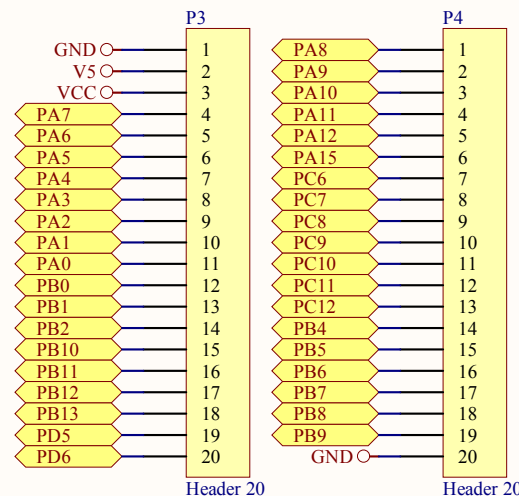 P3
GND 1
V5 2
VCC 3
PA7 4
PA6 5
PA5 6
PA4 7
PA3 8
PA2 9
PA1 10
PA0 11
PB0 12
PB1 13
PB2 14
PB10 15
PB11 16
PB12 17
PB13 18
PD5 19
PD6 20
Header 20
P4
PA8 1
PA9 2
PA10 3
PA11 4
PA12 5
PA15 6
PC6 7
PC7 8
PC8 9
PC9 10
PC10 11
PC11 12
PC12 13
PB4 14
PB5 15
PB6 16
PB7 17
PB8 18
PB9 19
GND 20
Header 20